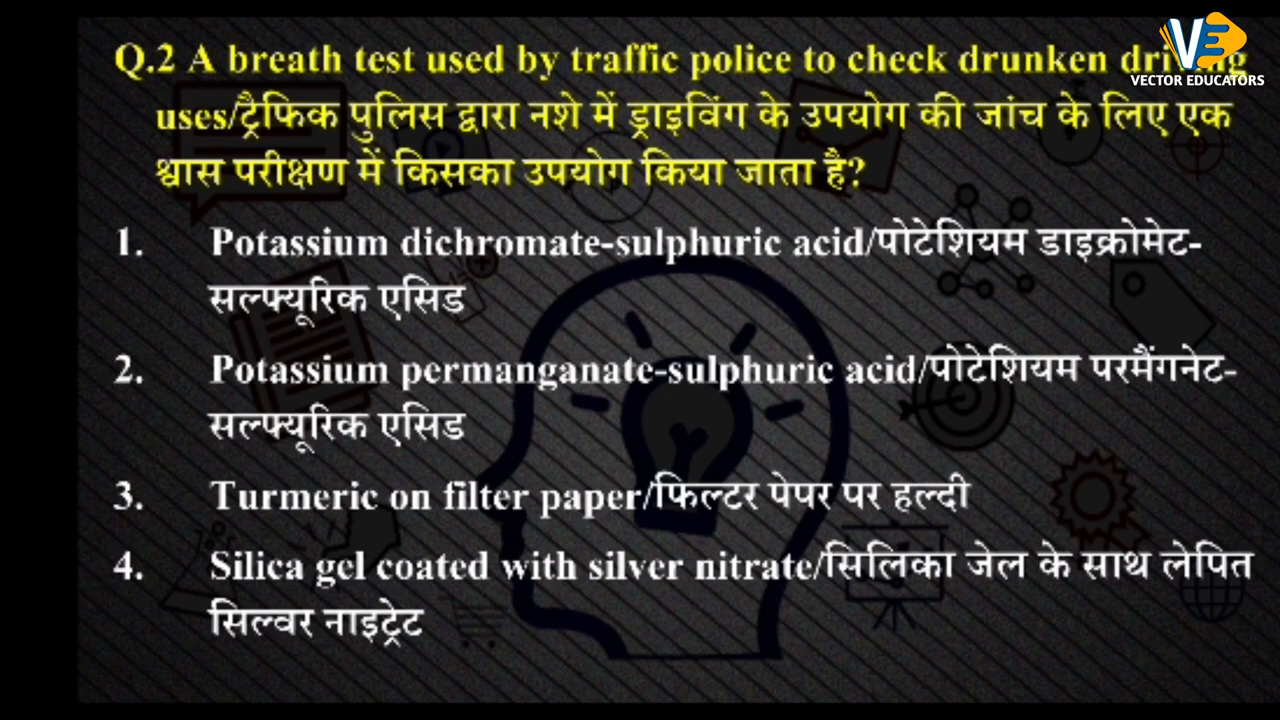 VECTOR EDUCATORS
Q.2 A breath test used by traffic police to check drunken driving
uses/ट्रैफिक पुलिस द्वारा नशे में ड्राइविंग के उपयोग की जांच के लिए एक
श्वास परीक्षण में किसका उपयोग किया जाता है?
1. Potassium dichromate-sulphuric acid/पोटेशियम डाइक्रोमेट-
सल्फ्यूरिक एसिड
2. Potassium permanganate-sulphuric acid/पोटेशियम परमैंगनेट-
सल्फ्यूरिक एसिड
3. Turmeric on filter paper/फिल्टर पेपर पर हल्दी
4. Silica gel coated with silver nitrate/सिलिका जेल के साथ लेपित
सिल्वर नाइट्रेट